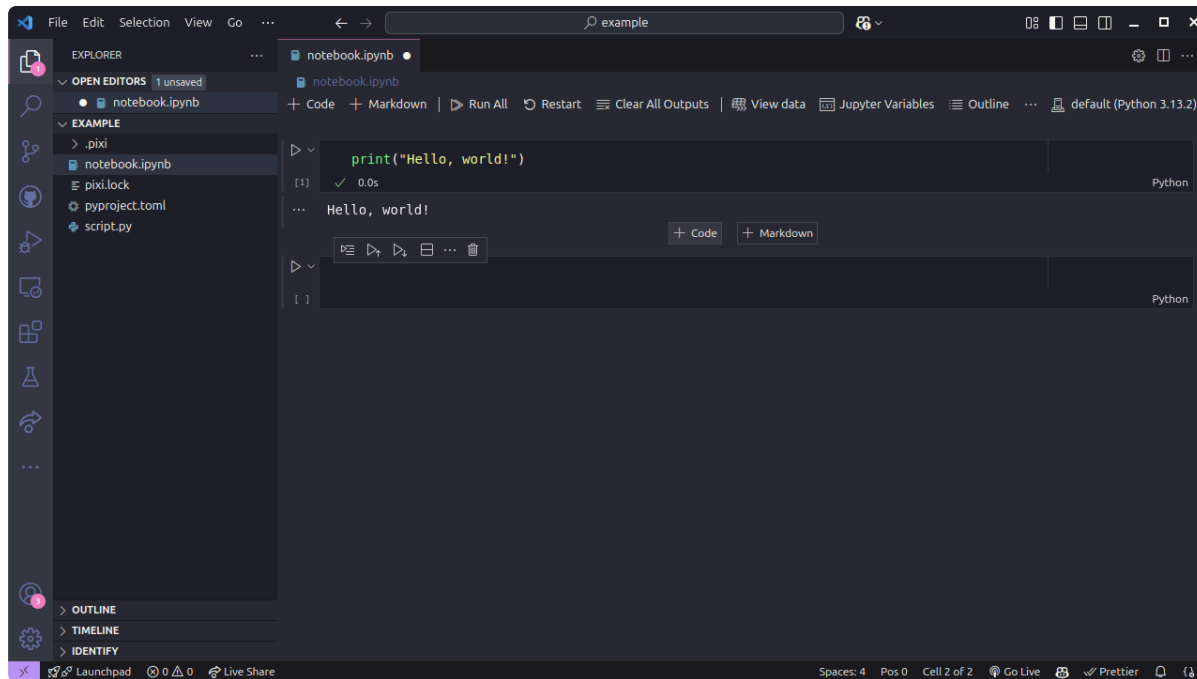 File Edit Selection View Go ... example
EXPLORER ...
OPEN EDITORS 1 unsaved
notebook.ipynb
EXAMPLE
.pixi
notebook.ipynb
pixi.lock
pyproject.toml
script.py
OUTLINE
TIMELINE
IDENTIFY
1
3
notebook.ipynb
notebook.ipynb
+ Code + Markdown | Run All Restart Clear All Outputs | View data Jupyter Variables Outline ... default (Python 3.13.2)
print("Hello, world!")
[1] 0.0s Python
... Hello, world!
+ Code + Markdown
[ ] Python
Launchpad 0 0 Live Share Spaces: 4 Pos 0 Cell 2 of 2 Go Live Prettier